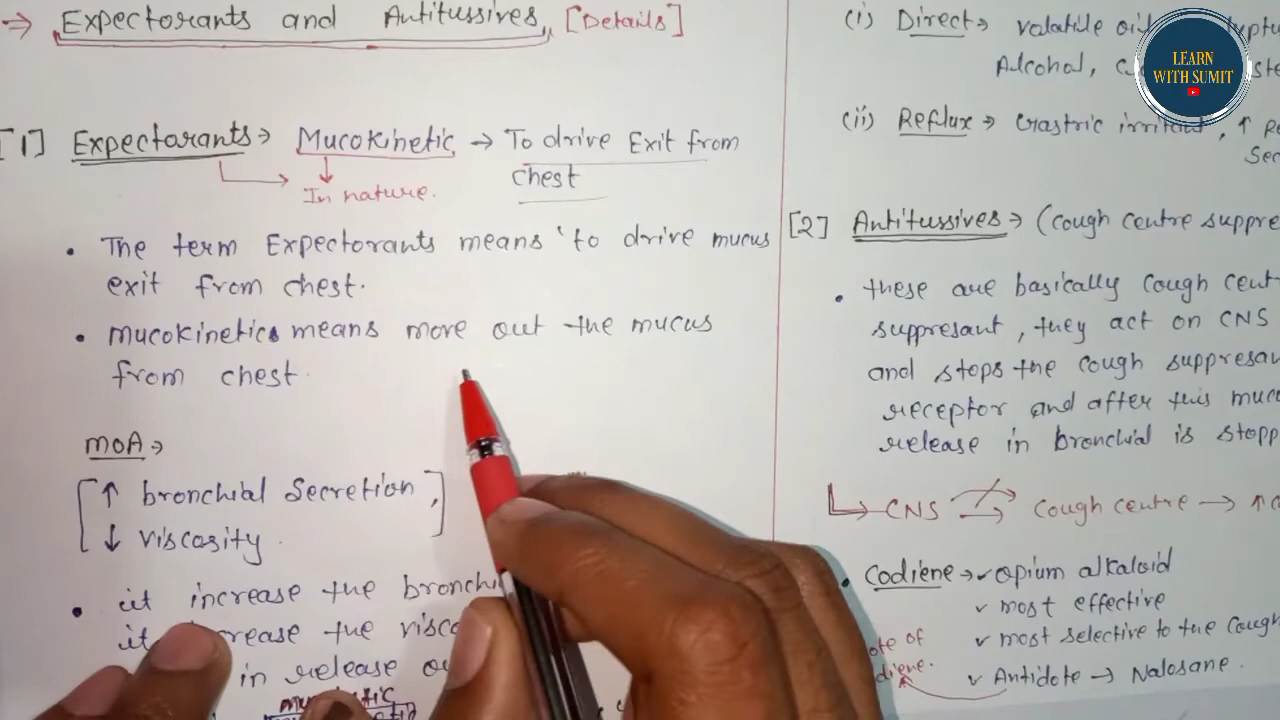 → Expectorants and Antitussives, [Details]
[1] Expectorants → Mucokinetic → To drive Exit from
chest
In nature.
• The term Expectorants means 'to drive mucus
exit from chest.
• Mucokinetics means more out the mucus
from chest.
MOA →
↑ bronchial Secretion,
↓ viscosity.
• it increase the
it the
in release
(i) Direct → volatile
Alcohol,
(ii) Reflux → Gastric ↑
[2] Antitussives → (Cough centre
• these are basically cough
suppresant, they act on CNS
and stops the cough
receptor and after this
release in bronchial is
CNS → Cough centre → ↑
• Codiene → ✓ opium alkaloid
✓ most effective
✓ most selective to the Cough
✓ Antidote → Nalosane.
LEARN
WITH SUMIT